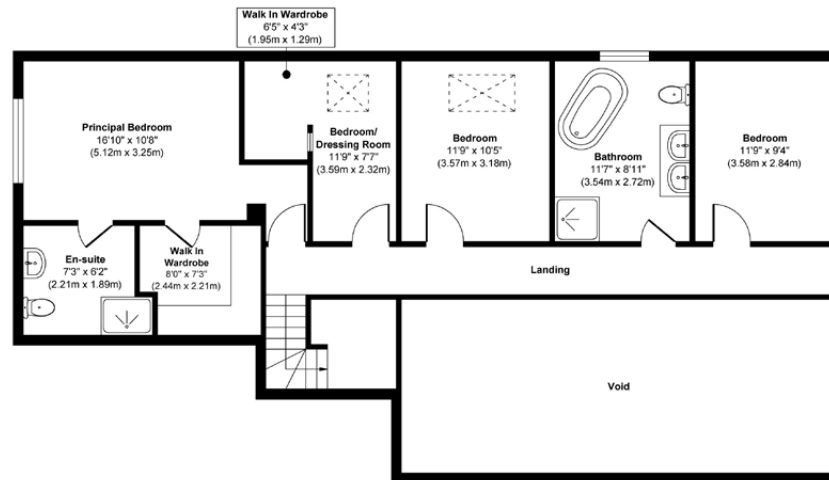 Walk In Wardrobe
6'5" x 4'3"
(1.95m x 1.29m)
Principal Bedroom
16'10" x 10'8"
(5.12m x 3.25m)
Bedroom/
Dressing Room
11'9" x 7'7"
(3.59m x 2.32m)
Bedroom
11'9" x 10'5"
(3.57m x 3.18m)
Bathroom
11'7" x 8'11"
(3.54m x 2.72m)
Bedroom
11'9" x 9'4"
(3.58m x 2.84m)
En-suite
7'3" x 6'2"
(2.21m x 1.89m)
Walk In
Wardrobe
8'0" x 7'3"
(2.44m x 2.21m)
Landing
Void